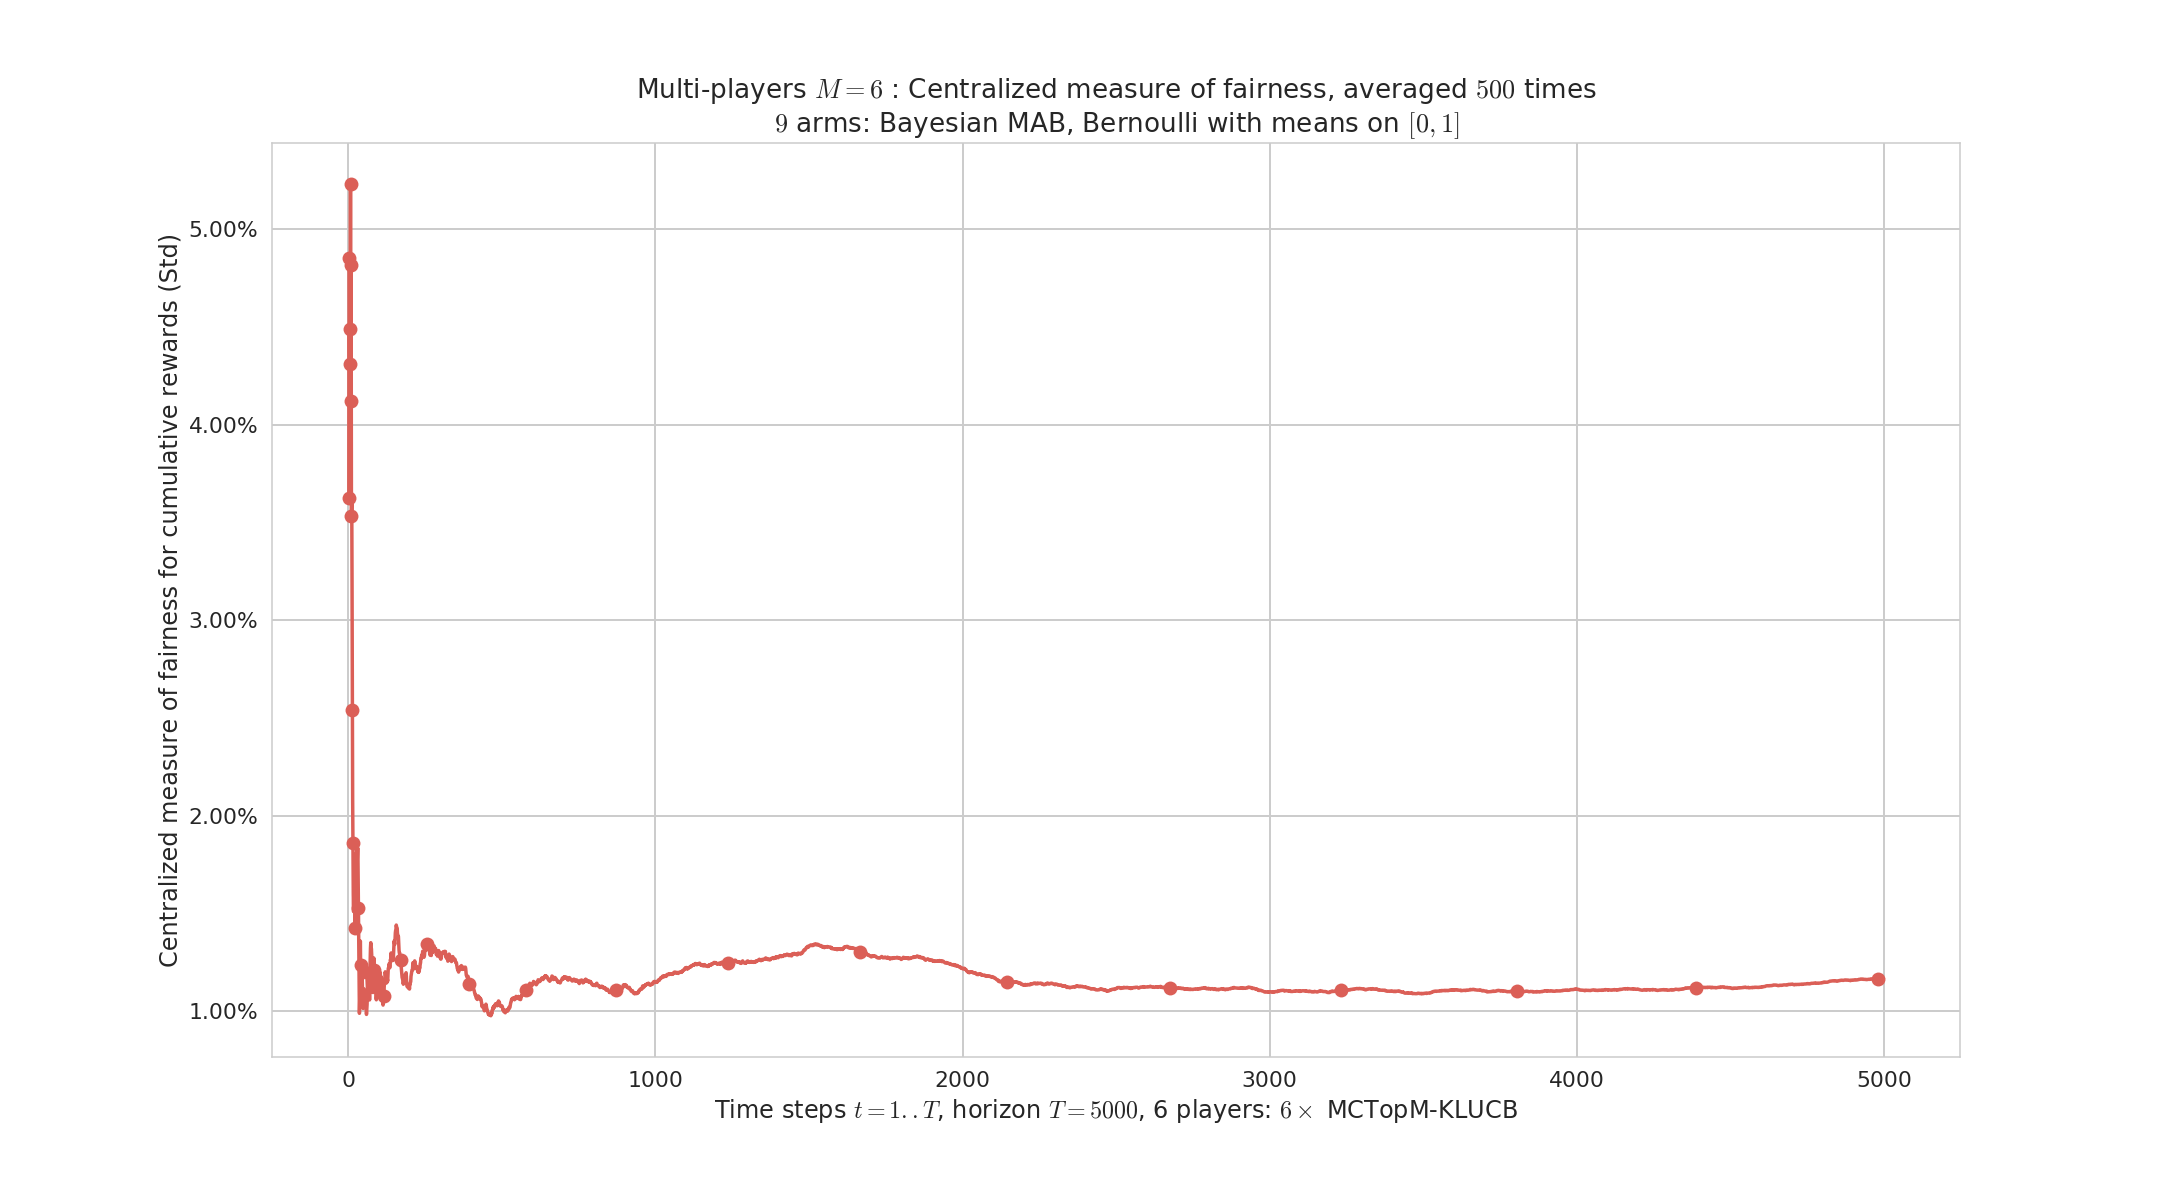 Multi-players M = 6 : Centralized measure of fairness, averaged 500 times
9 arms: Bayesian MAB, Bernoulli with means on [0, 1]
Centralized measure of fairness for cumulative rewards (Std)
5.00%
4.00%
3.00%
2.00%
1.00%
0 1000 2000 3000 4000 5000
Time steps t = 1 . . T, horizon T = 5000, 6 players: 6 × MCTopM-KLUCB